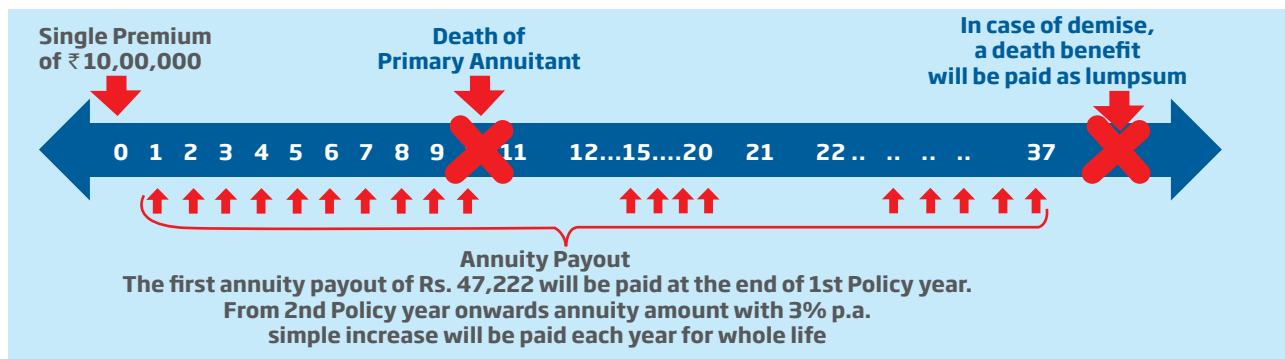 Single Premium
of ₹10,00,000
Death of
Primary Annuitant
In case of demise,
a death benefit
will be paid as lumpsum
0 1 2 3 4 5 6 7 8 9 11 12...15....20 21 22 .. .. .. .. 37
Annuity Payout
The first annuity payout of Rs. 47,222 will be paid at the end of 1st Policy year.
From 2nd Policy year onwards annuity amount with 3% p.a.
simple increase will be paid each year for whole life